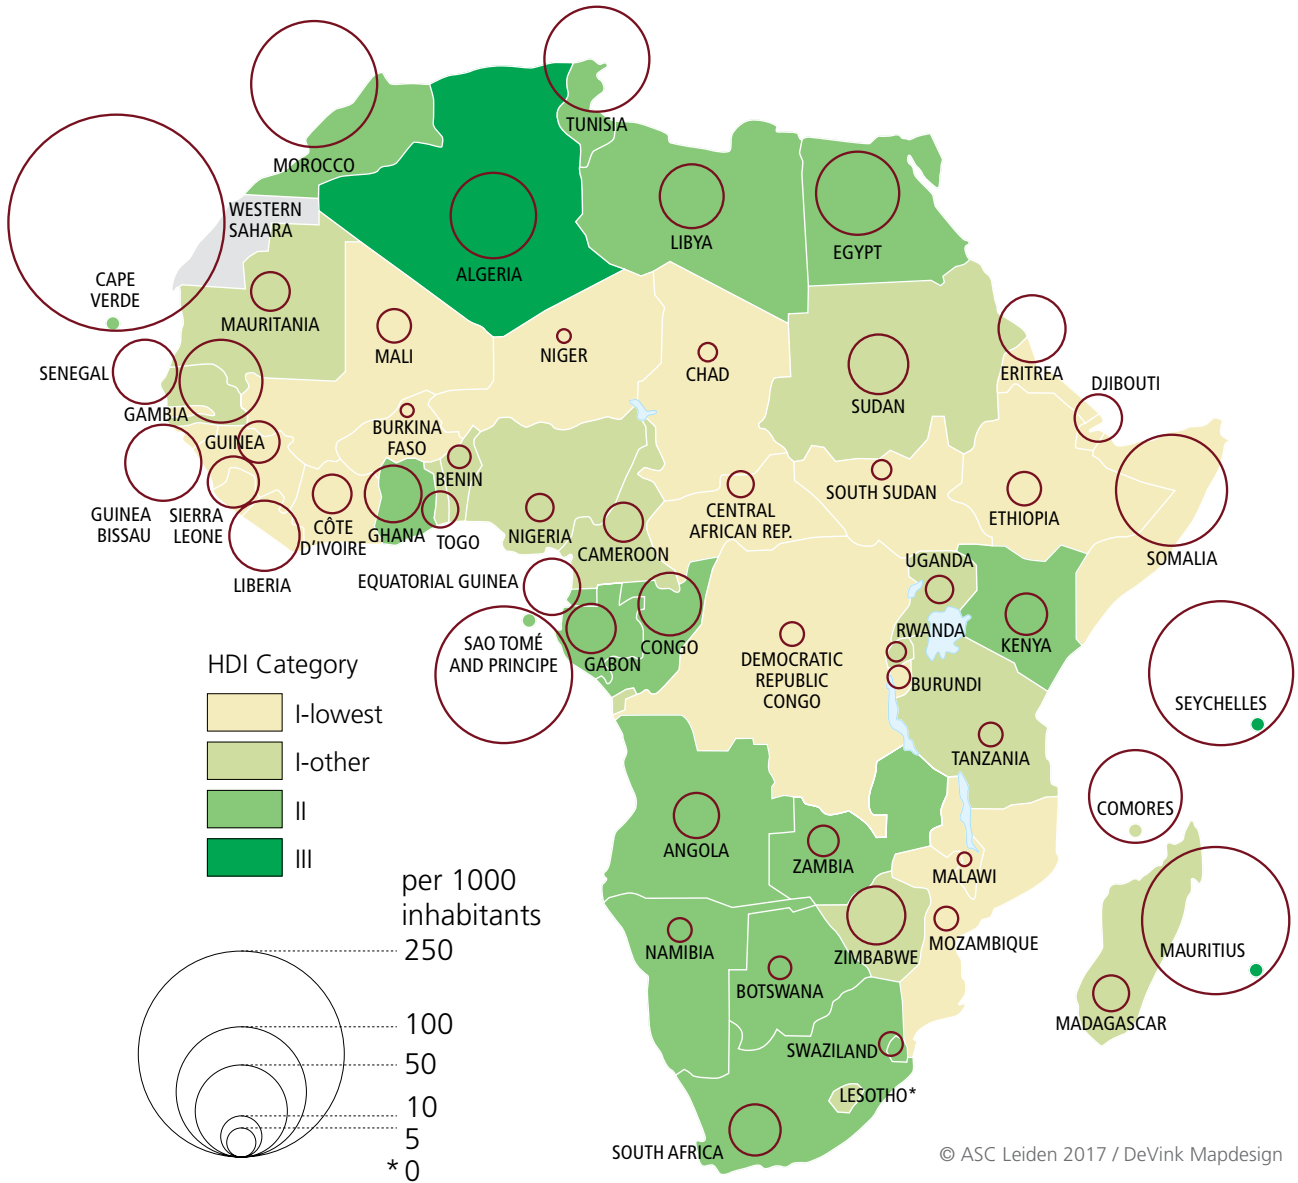 TUNISIA
MOROCCO
WESTERN
SAHARA
LIBYA
EGYPT
ALGERIA
CAPE
VERDE
MAURITANIA
MALI
NIGER
CHAD
SUDAN
ERITREA
DJIBOUTI
SENEGAL
GAMBIA
GUINEA
BURKINA
FASO
BENIN
GUINEA
BISSAU
SIERRA
LEONE
LIBERIA
CÔTE
D'IVOIRE
GHANA
TOGO
NIGERIA
CAMEROON
CENTRAL
AFRICAN REP.
SOUTH SUDAN
ETHIOPIA
SOMALIA
EQUATORIAL GUINEA
SAO TOMÉ
AND PRINCIPE
GABON
CONGO
DEMOCRATIC
REPUBLIC
CONGO
UGANDA
RWANDA
BURUNDI
KENYA
TANZANIA
SEYCHELLES
COMORES
ANGOLA
ZAMBIA
MALAWI
MOZAMBIQUE
ZIMBABWE
NAMIBIA
BOTSWANA
MAURITIUS
MADAGASCAR
SWAZILAND
LESOTHO*
SOUTH AFRICA
HDI Category
I-lowest
I-other
II
III
per 1000
inhabitants
250
100
50
10
5
* 0
© ASC Leiden 2017 / DeVink Mapdesign